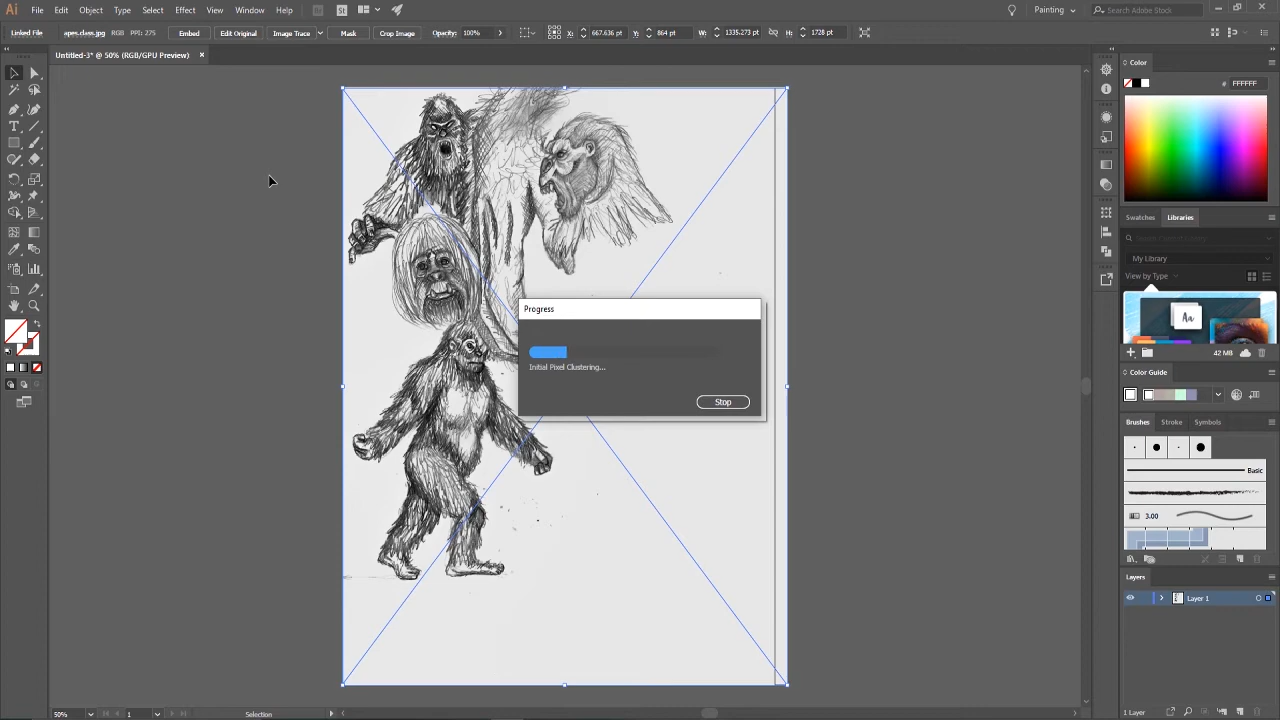 Ai File Edit Object Type Select Effect View Window Help Br St Painting Search Adobe Stock
Linked File apes.class.jpg RGB PPI: 275 Embed Edit Original Image Trace Mask Crop Image Opacity: 100% X: 667.636 pt Y: 864 pt W: 1335.273 pt H: 1728 pt
Untitled-3* @ 50% (RGB/GPU Preview) ×
Color
# FFFFFF
Swatches Libraries
My Library
View by Type
Aa
42 MB
Color Guide
Brushes Stroke Symbols
Basic
3.00
Layers
Layer 1
1 Layer
Progress
Initial Pixel Clustering...
Stop
50% 1 Selection